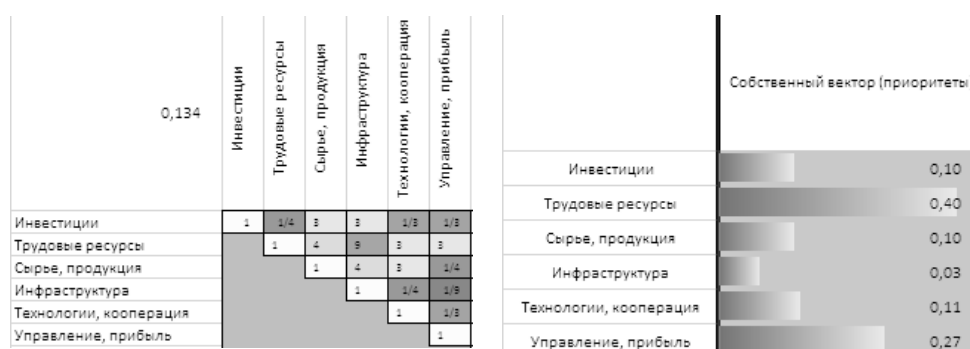 0,134
Инвестиции
Трудовые ресурсы
Сырье, продукция
Инфраструктура
Технологии, кооперация
Управление, прибыль
Инвестиции 1 1/4 3 3 1/3 1/3
Трудовые ресурсы 1 4 9 3 3
Сырье, продукция 1 4 3 1/4
Инфраструктура 1 1/4 1/9
Технологии, кооперация 1 1/3
Управление, прибыль 1
Собственный вектор (приоритеты
Инвестиции 0,10
Трудовые ресурсы 0,40
Сырье, продукция 0,10
Инфраструктура 0,03
Технологии, кооперация 0,11
Управление, прибыль 0,27